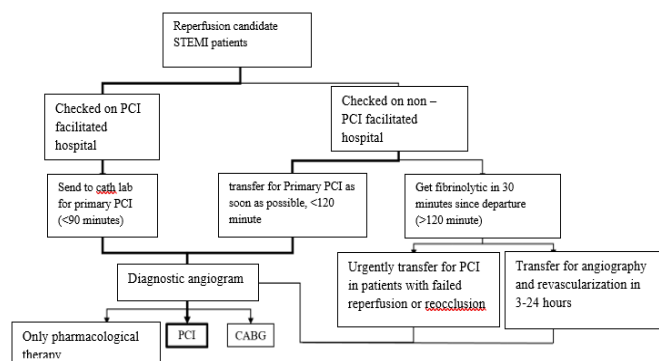 Reperfusion candidate
STEMI patients
Checked on PCI
facilitated
hospital
Checked on non –
PCI facilitated
hospital
Send to cath lab
for primary PCI
(<90 minutes)
transfer for Primary PCI as
soon as possible, <120
minute
Get fibrinolytic in 30
minutes since departure
(>120 minute)
Diagnostic angiogram
Urgently transfer for PCI
in patients with failed
reperfusion or reocclusion
Transfer for angiography
and revascularization in
3-24 hours
Only pharmacological
therapy
PCI
CABG